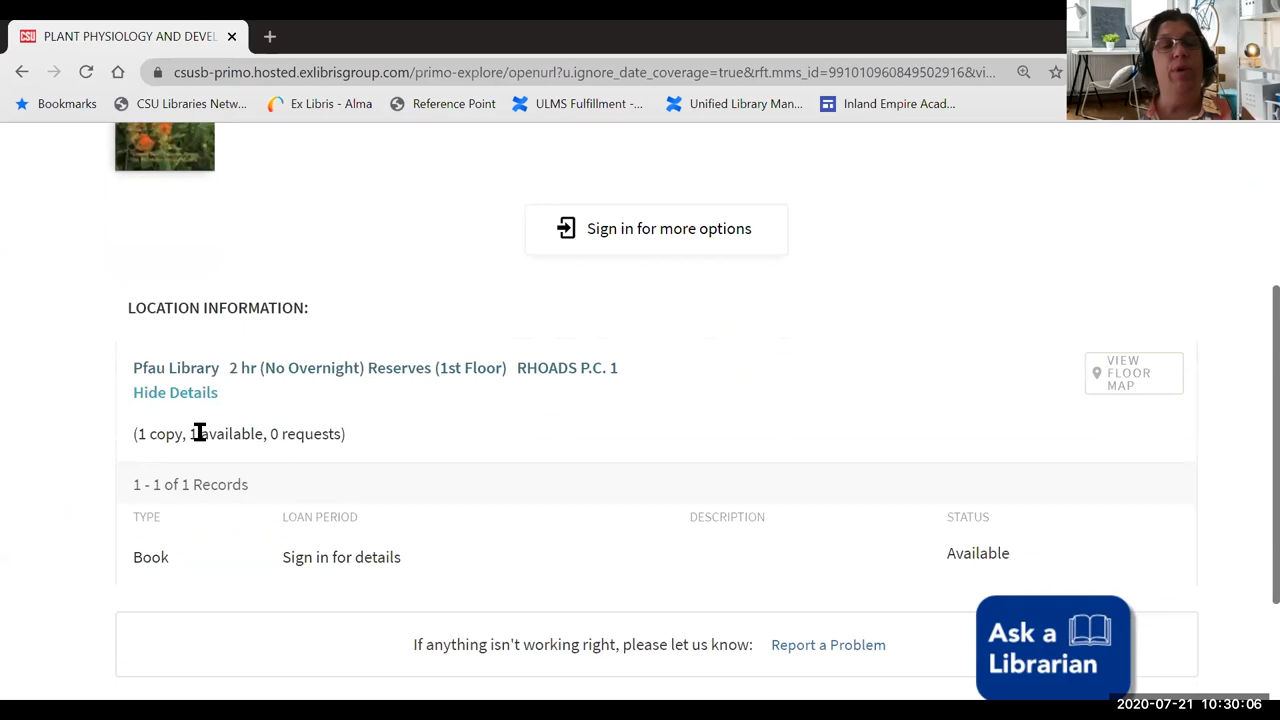 CSU PLANT PHYSIOLOGY AND DEVEL
csusb-primo.hosted.exlibrisgroup.com/primo-explore/openurl?u.ignore_date_coverage=true&rft.mms_id=991010960849502916&vi...
Bookmarks CSU Libraries Netw... Ex Libris - Alma Reference Point ULMS Fulfillment -... Unified Library Man... Inland Empire Acad...
Sign in for more options
LOCATION INFORMATION:
Pfau Library 2 hr (No Overnight) Reserves (1st Floor) RHOADS P.C. 1
VIEW
FLOOR
MAP
Hide Details
(1 copy, 1 available, 0 requests)
1 - 1 of 1 Records
TYPE LOAN PERIOD DESCRIPTION STATUS
Book Sign in for details Available
If anything isn't working right, please let us know: Report a Problem
Ask a
Librarian
2020-07-21 10:30:06